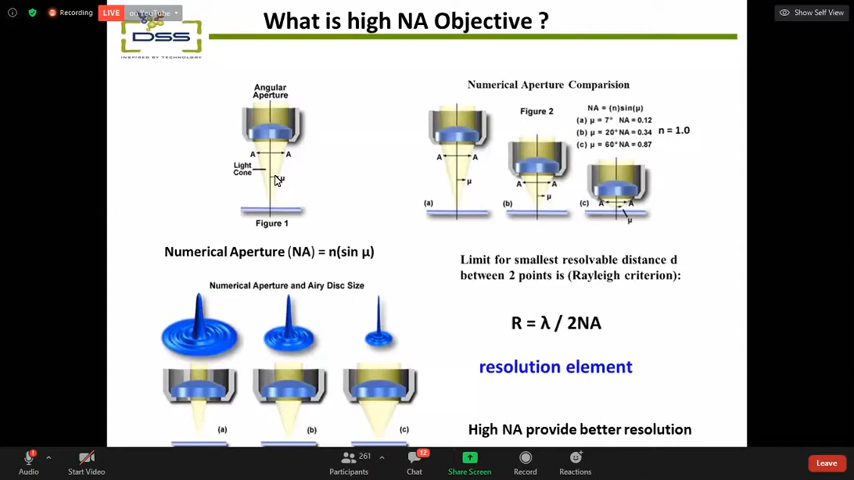 Recording
LIVE
on YouTube
Show Self View
DSS
INSPIRED BY TECHNOLOGY
What is high NA Objective ?
Angular
Aperture
A
A
Light
Cone
μ
Figure 1
Numerical Aperture (NA) = n(sin μ)
Numerical Aperture Comparision
Figure 2
NA = (n)sin(μ)
(a) μ = 7° NA = 0.12
(b) μ = 20° NA = 0.34
(c) μ = 60° NA = 0.87
n = 1.0
A
A
μ
(a)
A
A
μ
(b)
A
A
μ
(c)
Limit for smallest resolvable distance d
between 2 points is (Rayleigh criterion):
R = λ / 2NA
resolution element
High NA provide better resolution
Numerical Aperture and Airy Disc Size
(a)
(b)
(c)
Audio
Start Video
261
Participants
12
Chat
Share Screen
Record
Reactions
Leave